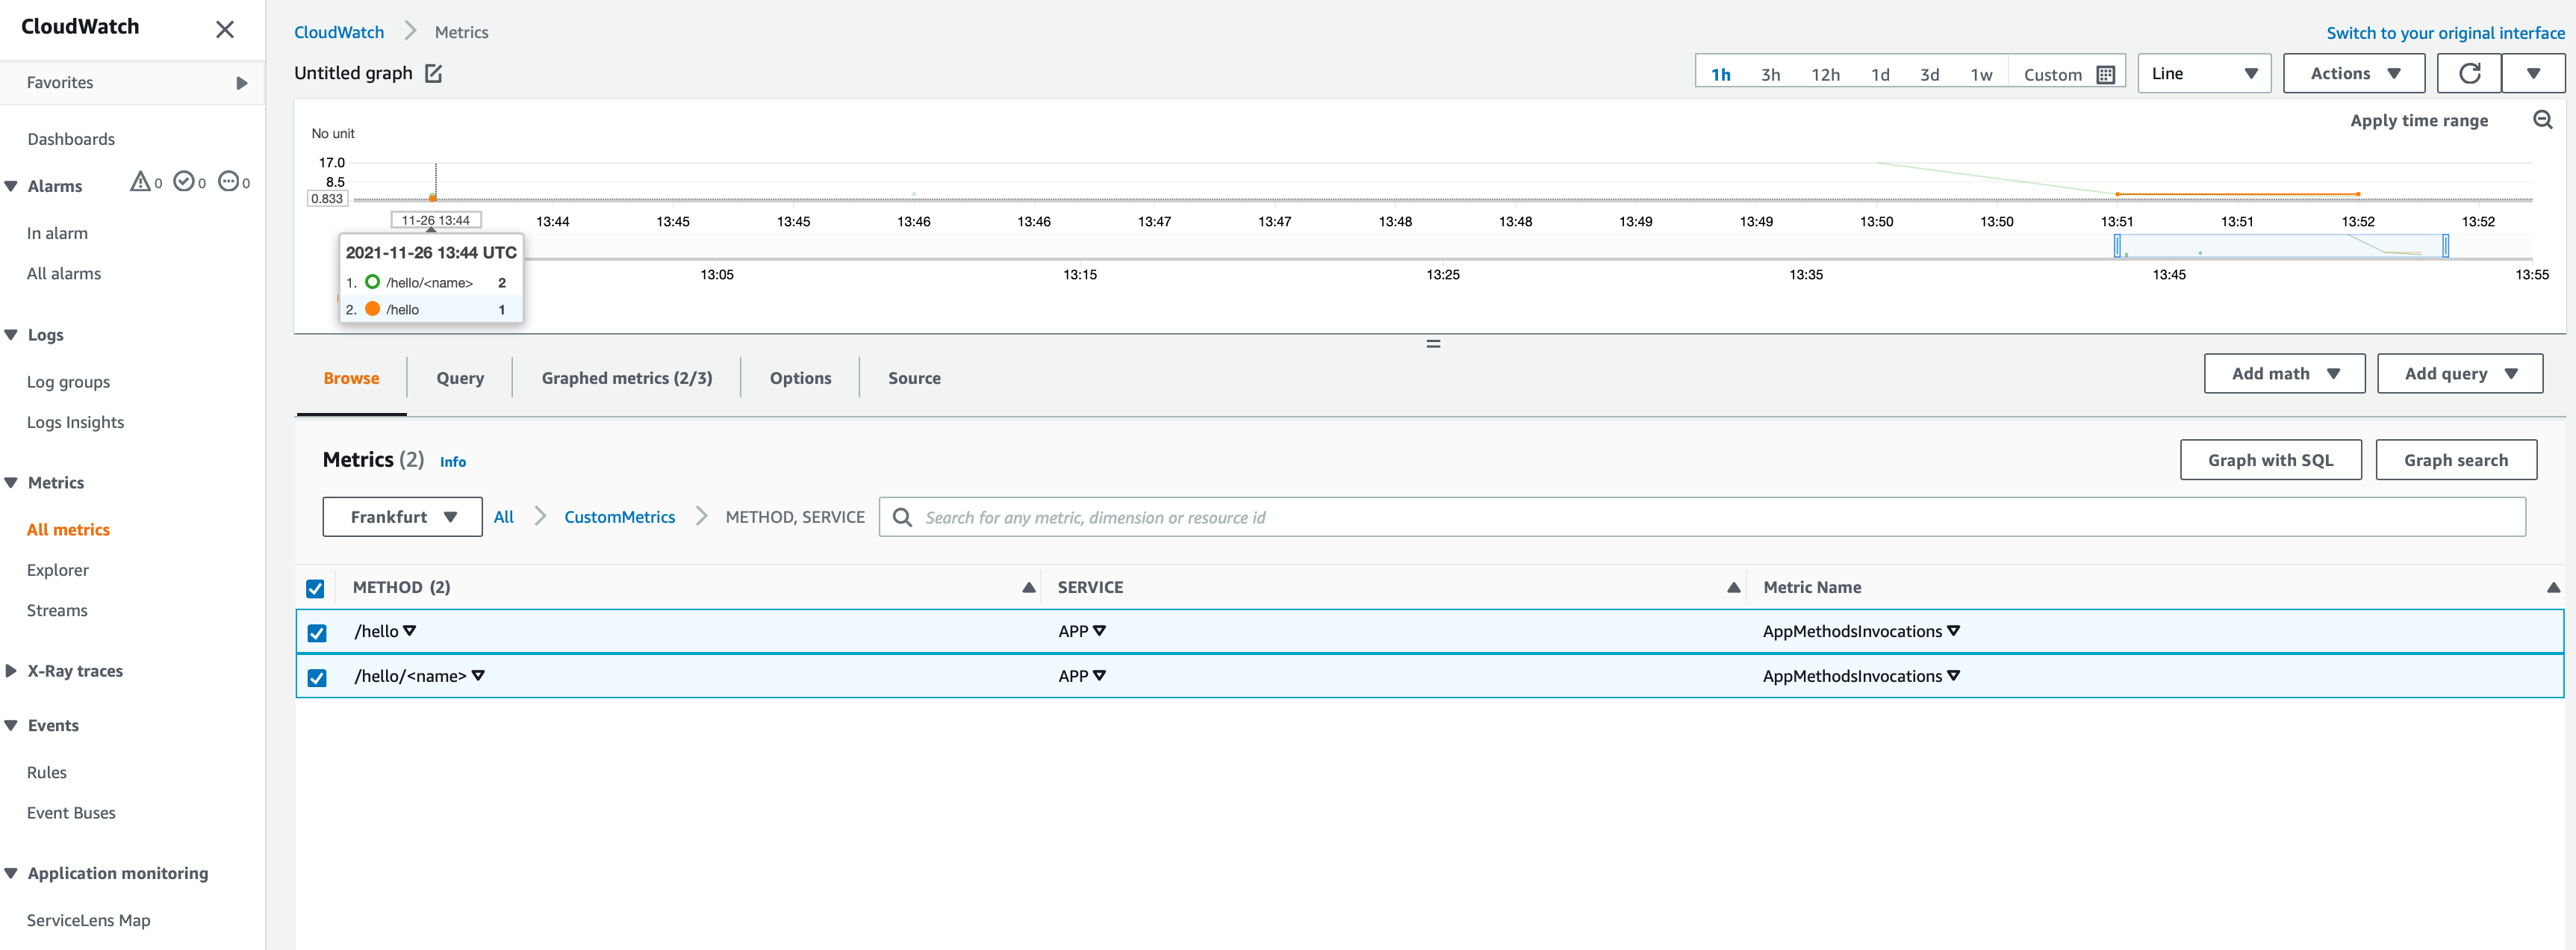 CloudWatch
Favorites
Dashboards
Alarms 0 0 0
In alarm
All alarms
Logs
Log groups
Logs Insights
Metrics
All metrics
Explorer
Streams
X-Ray traces
Events
Rules
Event Buses
Application monitoring
ServiceLens Map
CloudWatch Metrics
Switch to your original interface
Untitled graph
1h 3h 12h 1d 3d 1w Custom
Line
Actions
Apply time range
No unit
17.0
8.5
0.833
11-26 13:44 13:44 13:45 13:45 13:46 13:46 13:47 13:47 13:48 13:48 13:49 13:49 13:50 13:50 13:51 13:51 13:52 13:52
2021-11-26 13:44 UTC
1. /hello/<name> 2
2. /hello 1
13:05 13:15 13:25 13:35 13:45 13:55
Browse Query Graphed metrics (2/3) Options Source
Add math Add query
Metrics (2) Info
Graph with SQL Graph search
Frankfurt All CustomMetrics METHOD, SERVICE Search for any metric, dimension or resource id
METHOD (2) SERVICE Metric Name
/hello APP AppMethodsInvocations
/hello/<name> APP AppMethodsInvocations